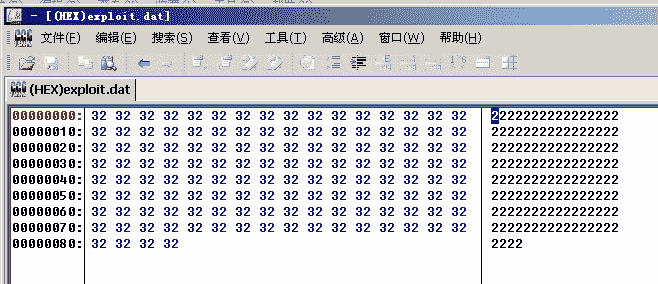 - [(HEX)exploit.dat]
文件(F) 编辑(E) 搜索(S) 查看(V) 工具(T) 高级(A) 窗口(W) 帮助(H)
(HEX)exploit.dat
00000000: 32 32 32 32 32 32 32 32 32 32 32 32 32 32 32 32 2222222222222222
00000010: 32 32 32 32 32 32 32 32 32 32 32 32 32 32 32 32 2222222222222222
00000020: 32 32 32 32 32 32 32 32 32 32 32 32 32 32 32 32 2222222222222222
00000030: 32 32 32 32 32 32 32 32 32 32 32 32 32 32 32 32 2222222222222222
00000040: 32 32 32 32 32 32 32 32 32 32 32 32 32 32 32 32 2222222222222222
00000050: 32 32 32 32 32 32 32 32 32 32 32 32 32 32 32 32 2222222222222222
00000060: 32 32 32 32 32 32 32 32 32 32 32 32 32 32 32 32 2222222222222222
00000070: 32 32 32 32 32 32 32 32 32 32 32 32 32 32 32 32 2222222222222222
00000080: 32 32 32 32 2222